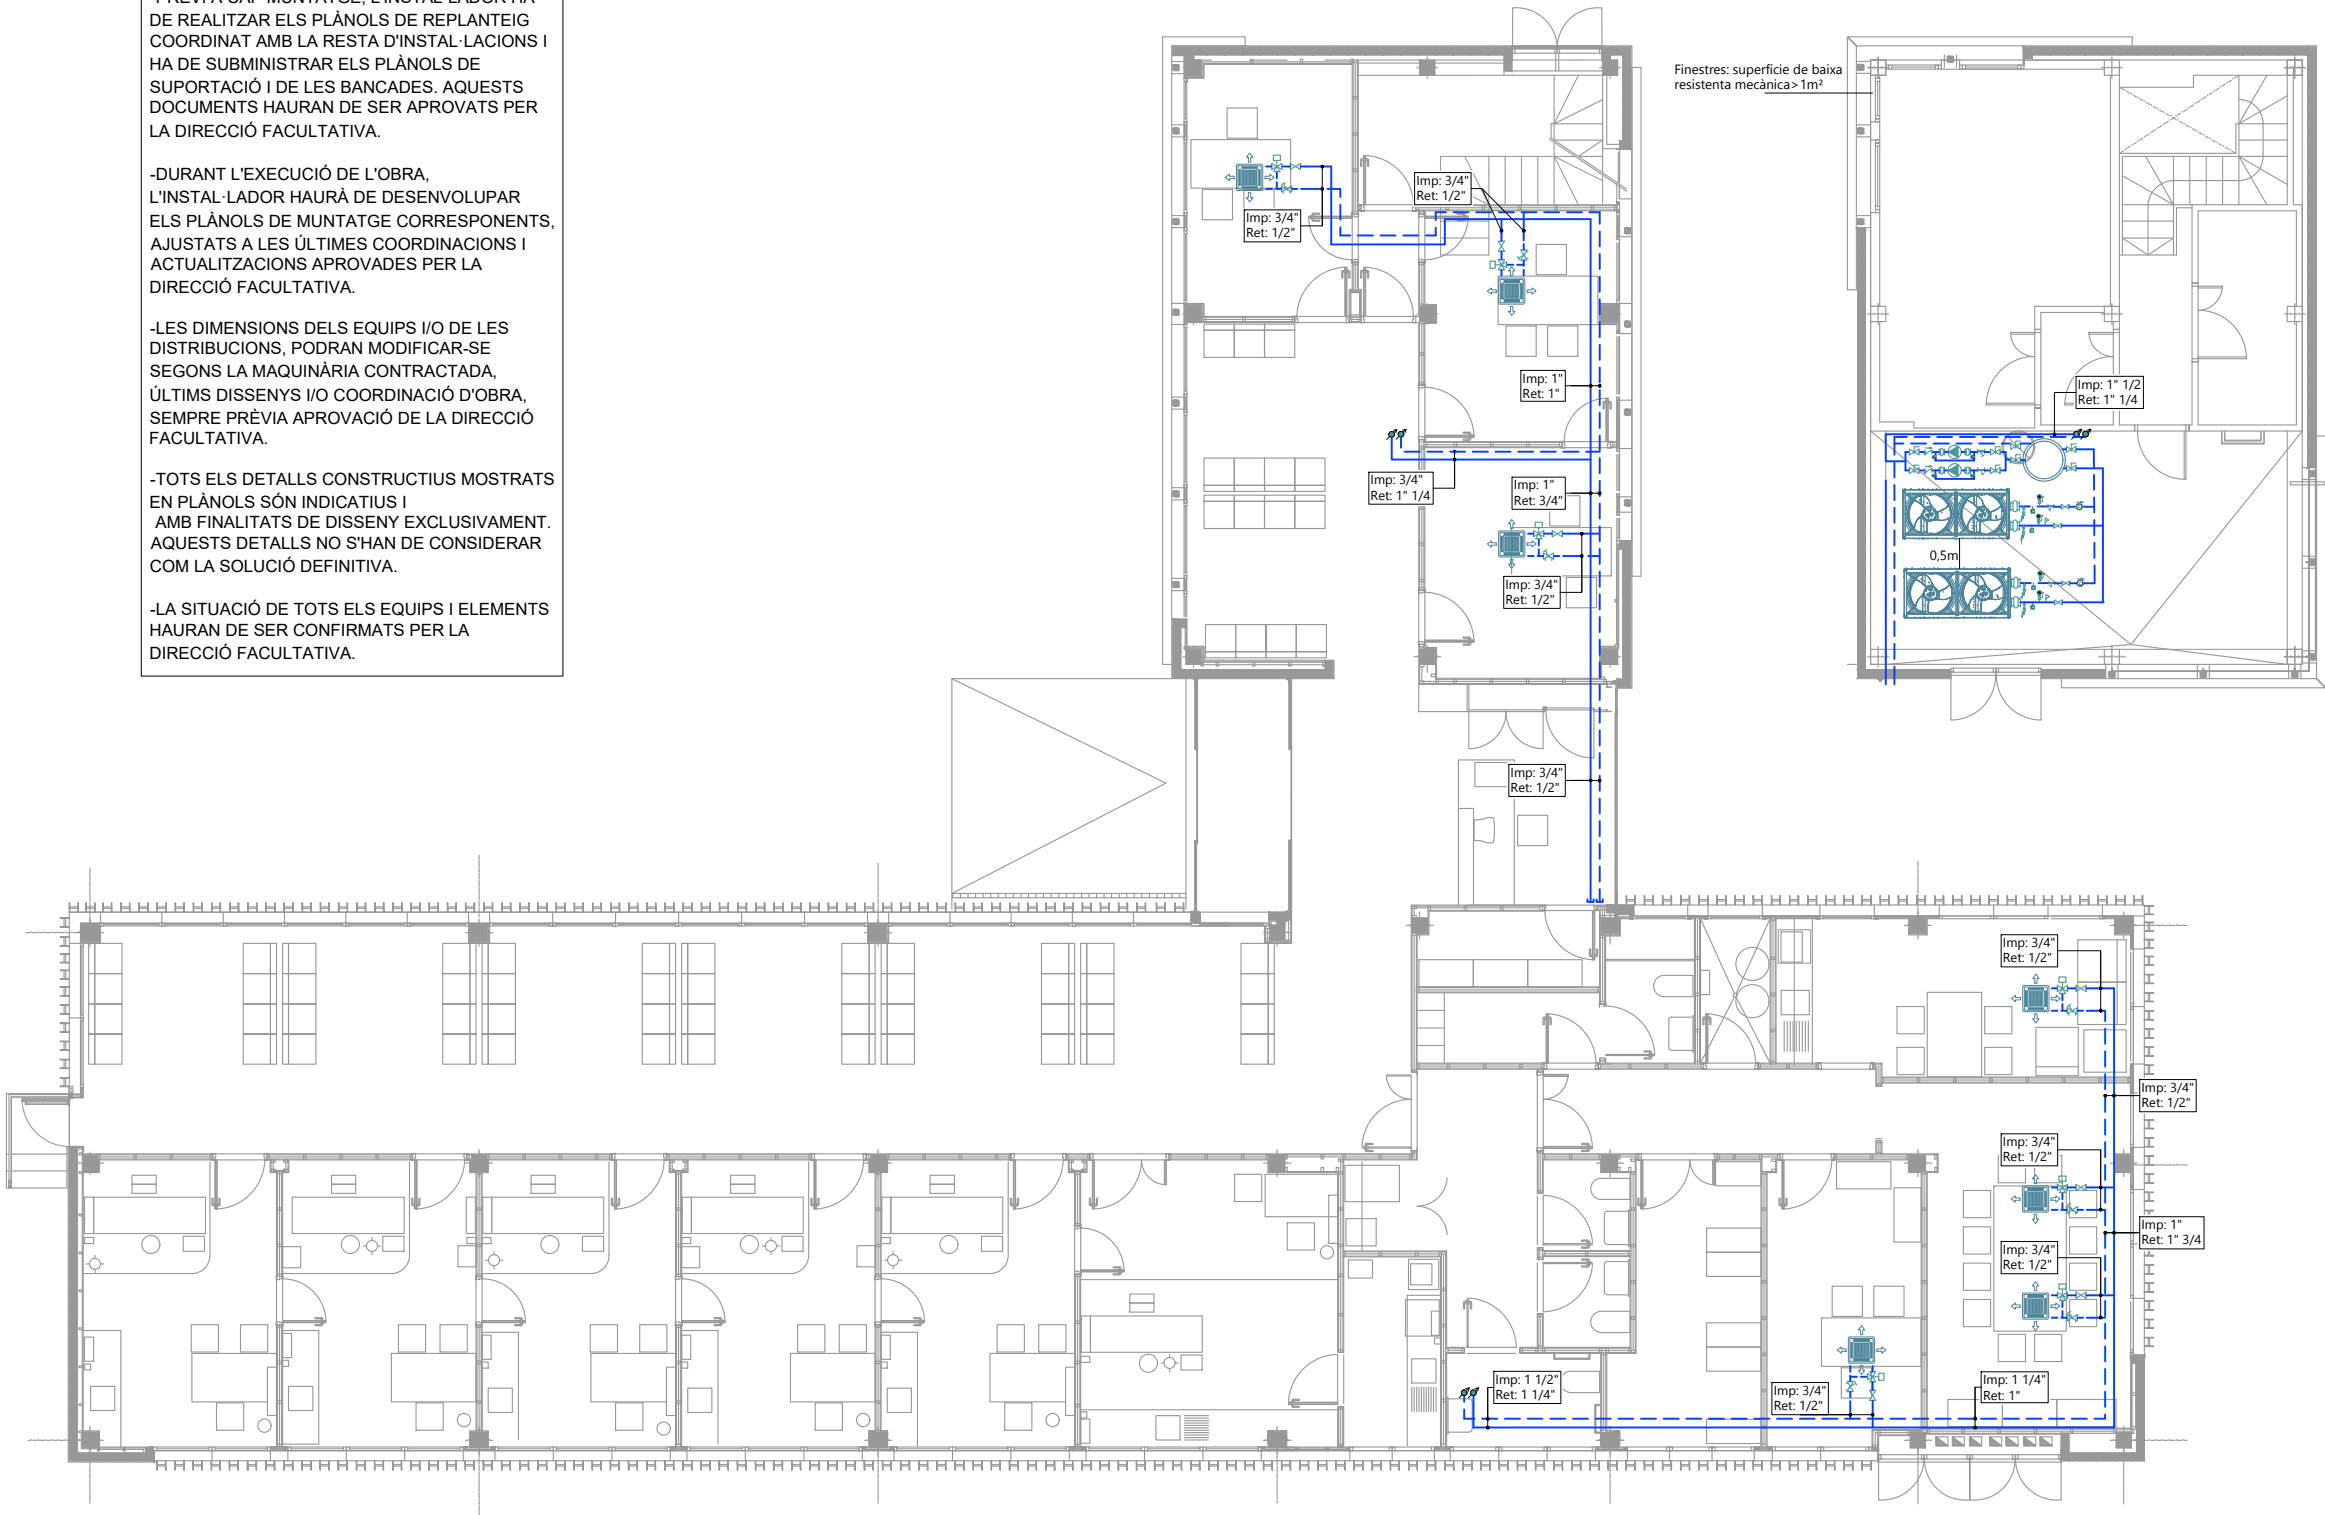 -PREVI A CAP MUNTATGE, L'INSTAL·LADOR HA
DE REALITZAR ELS PLÀNOLS DE REPLANTEIG
COORDINAT AMB LA RESTA D'INSTAL·LACIONS I
HA DE SUBMINISTRAR ELS PLÀNOLS DE
SUPORTACIÓ I DE LES BANCADES. AQUESTS
DOCUMENTS HAURAN DE SER APROVATS PER
LA DIRECCIÓ FACULTATIVA.
-DURANT L'EXECUCIÓ DE L'OBRA,
L'INSTAL·LADOR HAURÀ DE DESENVOLUPAR
ELS PLÀNOLS DE MUNTATGE CORRESPONENTS,
AJUSTATS A LES ÚLTIMES COORDINACIONS I
ACTUALITZACIONS APROVADES PER LA
DIRECCIÓ FACULTATIVA.
-LES DIMENSIONS DELS EQUIPS I/O DE LES
DISTRIBUCIONS, PODRAN MODIFICAR-SE
SEGONS LA MAQUINÀRIA CONTRACTADA,
ÚLTIMS DISSENYS I/O COORDINACIÓ D'OBRA,
SEMPRE PRÈVIA APROVACIÓ DE LA DIRECCIÓ
FACULTATIVA.
-TOTS ELS DETALLS CONSTRUCTIUS MOSTRATS
EN PLÀNOLS SÓN INDICATIUS I
AMB FINALITATS DE DISSENY EXCLUSIVAMENT.
AQUESTS DETALLS NO S'HAN DE CONSIDERAR
COM LA SOLUCIÓ DEFINITIVA.
-LA SITUACIÓ DE TOTS ELS EQUIPS I ELEMENTS
HAURAN DE SER CONFIRMATS PER LA
DIRECCIÓ FACULTATIVA.
Finestres: superfície de baixa
resistenta mecànica>1m²
Imp: 3/4"
Ret: 1/2"
Imp: 3/4"
Ret: 1/2"
Imp: 1"
Ret: 1"
Imp: 1" 1/2
Ret: 1" 1/4
Imp: 3/4"
Ret: 1" 1/4
Imp: 1"
Ret: 3/4"
0,5m
Imp: 3/4"
Ret: 1/2"
Imp: 3/4"
Ret: 1/2"
Imp: 3/4"
Ret: 1/2"
Imp: 3/4"
Ret: 1/2"
Imp: 3/4"
Ret: 1/2"
Imp: 1"
Ret: 1" 3/4
Imp: 3/4"
Ret: 1/2"
Imp: 1 1/2"
Ret: 1 1/4"
Imp: 3/4"
Ret: 1/2"
Imp: 1 1/4"
Ret: 1"